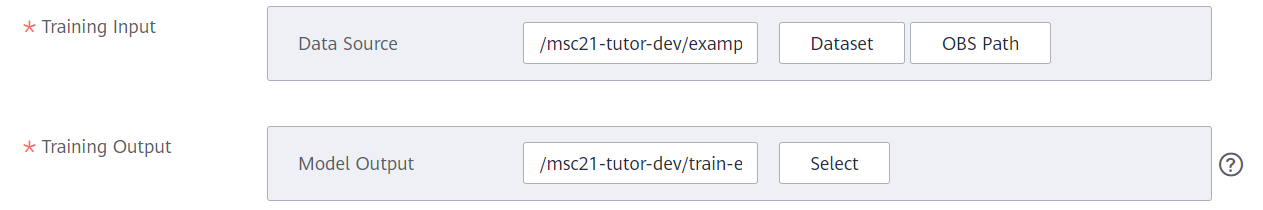 * Training Input
Data Source /msc21-tutor-dev/examp Dataset OBS Path
* Training Output
Model Output /msc21-tutor-dev/train-e Select ?